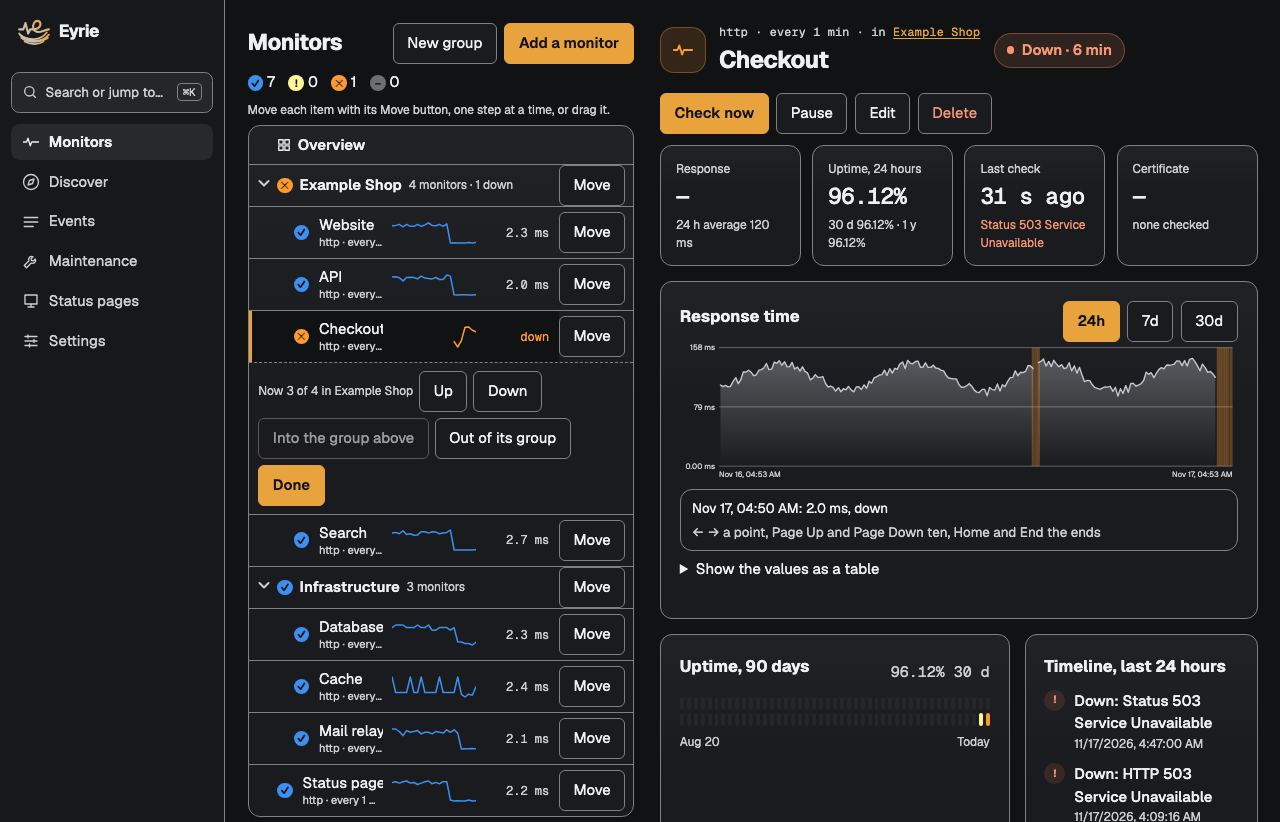 Eyrie
Search or jump to…
⌘K
Monitors
Discover
Events
Maintenance
Status pages
Settings
Monitors
New group
Add a monitor
7
0
1
0
Move each item with its Move button, one step at a time, or drag it.
Overview
Example Shop 4 monitors · 1 down
Move
Website
http · every…
2.3 ms
Move
API
http · every…
2.0 ms
Move
Checkout
http · every…
down
Move
Now 3 of 4 in Example Shop
Up
Down
Into the group above
Out of its group
Done
Search
http · every…
2.7 ms
Move
Infrastructure 3 monitors
Move
Database
http · every…
2.3 ms
Move
Cache
http · every…
2.4 ms
Move
Mail relay
http · every…
2.1 ms
Move
Status page
http · every 1 …
2.2 ms
Move
http · every 1 min · in Example Shop
Checkout
Down · 6 min
Check now
Pause
Edit
Delete
Response
–
24 h average 120
ms
Uptime, 24 hours
96.12%
30 d 96.12% · 1 y
96.12%
Last check
31 s ago
Status 503 Service
Unavailable
Certificate
–
none checked
Response time
24h
7d
30d
158 ms
79 ms
0.00 ms
Nov 16, 04:53 AM
Nov 17, 04:53 AM
Nov 17, 04:50 AM: 2.0 ms, down
← → a point, Page Up and Page Down ten, Home and End the ends
Show the values as a table
Uptime, 90 days
96.12% 30 d
Aug 20
Today
Timeline, last 24 hours
Down: Status 503
Service Unavailable
11/17/2026, 4:47:00 AM
Down: HTTP 503
Service Unavailable
11/17/2026, 4:09:16 AM